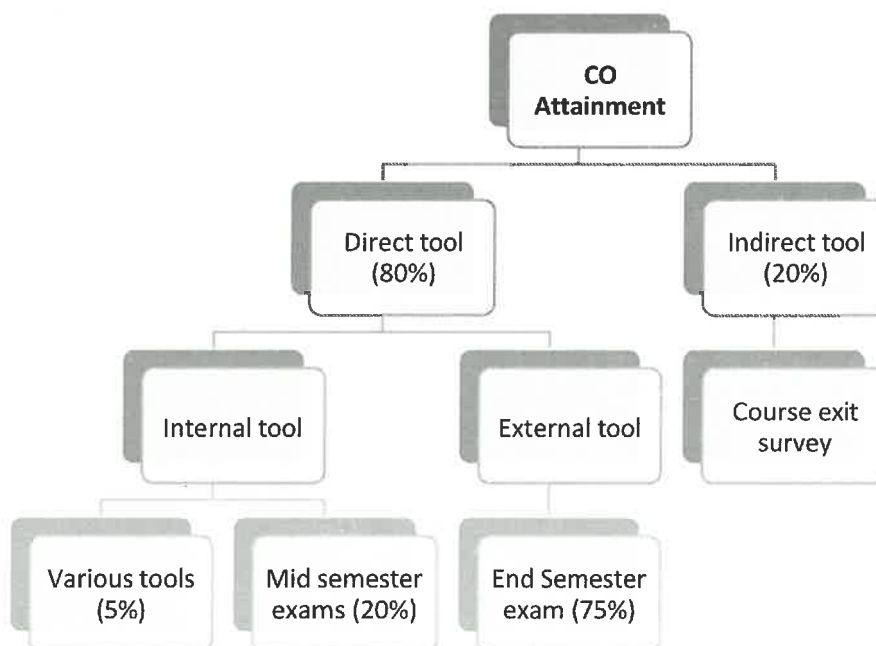 CO
Attainment
Direct tool
(80%)
Indirect tool
(20%)
Internal tool
External tool
Course exit
survey
Various tools
(5%)
Mid semester
exams (20%)
End Semester
exam (75%)